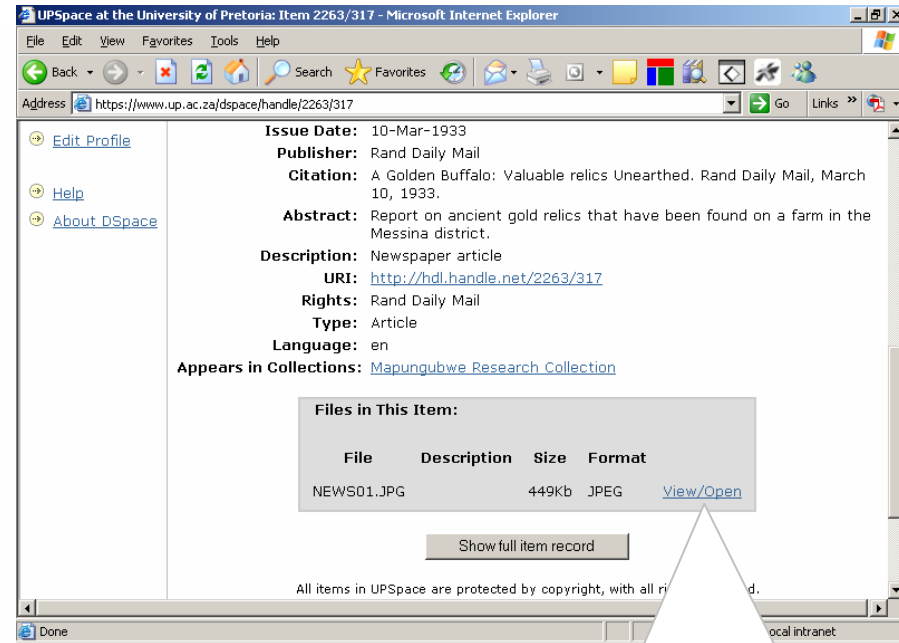 UPSpace at the University of Pretoria: Item 2263/317 - Microsoft Internet Explorer
File Edit View Favorites Tools Help
Back Search Favorites
Address https://www.up.ac.za/dspace/handle/2263/317 Go Links »
Edit Profile
Help
About DSpace
Issue Date: 10-Mar-1933
Publisher: Rand Daily Mail
Citation: A Golden Buffalo: Valuable relics Unearthed. Rand Daily Mail, March
10, 1933.
Abstract: Report on ancient gold relics that have been found on a farm in the
Messina district.
Description: Newspaper article
URI: http://hdl.handle.net/2263/317
Rights: Rand Daily Mail
Type: Article
Language: en
Appears in Collections: Mapungubwe Research Collection
Files in This Item:
File Description Size Format
NEWS01.JPG 449Kb JPEG View/Open
Show full item record
All items in UPSpace are protected by copyright, with all
Done intranet